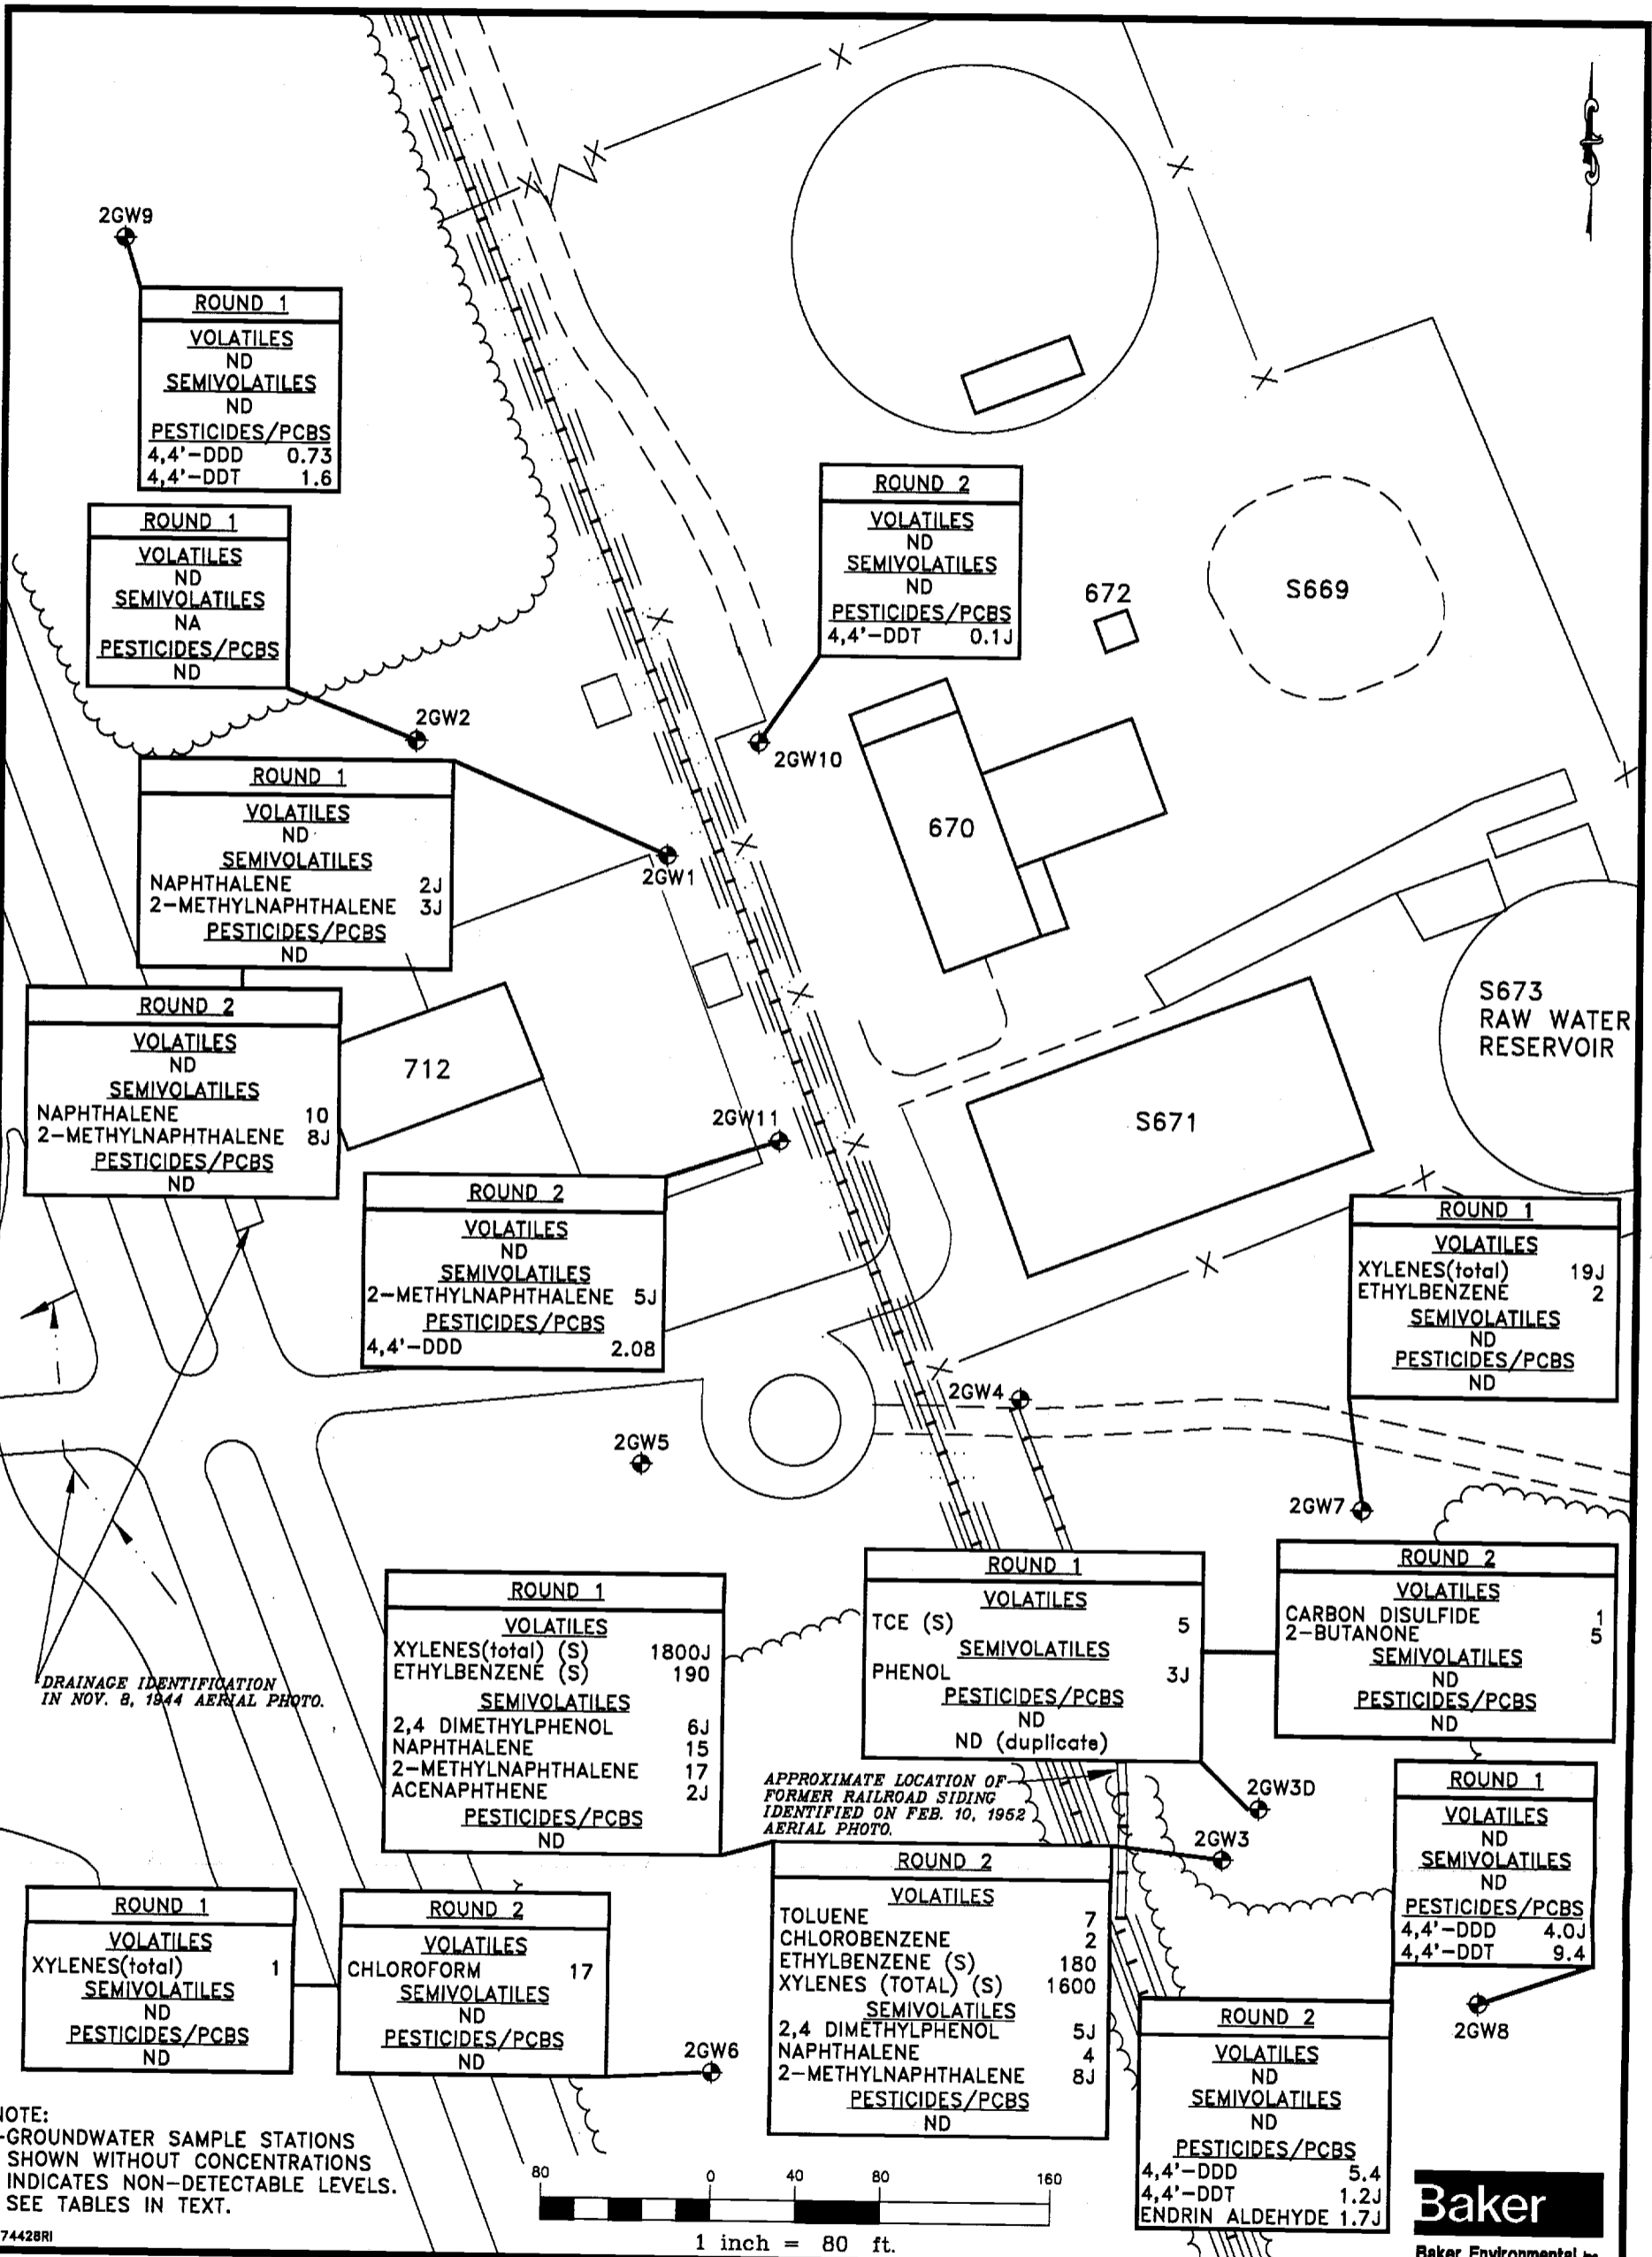 2GW9
ROUND 1
VOLATILES
ND
SEMIVOLATILES
ND
PESTICIDES/PCBS
4,4'-DDD 0.73
4,4'-DDT 1.6
ROUND 1
VOLATILES
ND
SEMIVOLATILES
NA
PESTICIDES/PCBS
ND
2GW2
ROUND 2
VOLATILES
ND
SEMIVOLATILES
ND
PESTICIDES/PCBS
4,4'-DDT 0.1J
2GW10
672
S669
670
ROUND 1
VOLATILES
ND
SEMIVOLATILES
NAPHTHALENE 2J
2-METHYLNAPHTHALENE 3J
PESTICIDES/PCBS
ND
2GW1
ROUND 2
VOLATILES
ND
SEMIVOLATILES
NAPHTHALENE 10
2-METHYLNAPHTHALENE 8J
PESTICIDES/PCBS
ND
712
S673
RAW WATER
RESERVOIR
S671
2GW11
ROUND 2
VOLATILES
ND
SEMIVOLATILES
2-METHYLNAPHTHALENE 5J
PESTICIDES/PCBS
4,4'-DDD 2.08
ROUND 1
VOLATILES
XYLENES(total) 19J
ETHYLBENZENE 2
SEMIVOLATILES
ND
PESTICIDES/PCBS
ND
2GW4
2GW5
2GW7
ROUND 1
VOLATILES
XYLENES(total) (S) 1800J
ETHYLBENZENE (S) 190
SEMIVOLATILES
2,4 DIMETHYLPHENOL 6J
NAPHTHALENE 15
2-METHYLNAPHTHALENE 17
ACENAPHTHENE 2J
PESTICIDES/PCBS
ND
ROUND 1
VOLATILES
TCE (S) 5
SEMIVOLATILES
PHENOL 3J
PESTICIDES/PCBS
ND
ND (duplicate)
ROUND 2
VOLATILES
CARBON DISULFIDE 1
2-BUTANONE 5
SEMIVOLATILES
ND
PESTICIDES/PCBS
ND
DRAINAGE IDENTIFICATION
IN NOV. 8, 1944 AERIAL PHOTO.
APPROXIMATE LOCATION OF
FORMER RAILROAD SIDING
IDENTIFIED ON FEB. 10, 1952
AERIAL PHOTO.
2GW3D
2GW3
ROUND 1
VOLATILES
ND
SEMIVOLATILES
ND
PESTICIDES/PCBS
4,4'-DDD 4.0J
4,4'-DDT 9.4
2GW8
ROUND 1
VOLATILES
XYLENES(total) 1
SEMIVOLATILES
ND
PESTICIDES/PCBS
ND
ROUND 2
VOLATILES
CHLOROFORM 17
SEMIVOLATILES
ND
PESTICIDES/PCBS
ND
2GW6
ROUND 2
VOLATILES
TOLUENE 7
CHLOROBENZENE 2
ETHYLBENZENE (S) 180
XYLENES (TOTAL) (S) 1600
SEMIVOLATILES
2,4 DIMETHYLPHENOL 5J
NAPHTHALENE 4
2-METHYLNAPHTHALENE 8J
PESTICIDES/PCBS
ND
ROUND 2
VOLATILES
ND
SEMIVOLATILES
ND
PESTICIDES/PCBS
4,4'-DDD 5.4
4,4'-DDT 1.2J
ENDRIN ALDEHYDE 1.7J
NOTE:
-GROUNDWATER SAMPLE STATIONS
SHOWN WITHOUT CONCENTRATIONS
INDICATES NON-DETECTABLE LEVELS.
SEE TABLES IN TEXT.
74428RI
80 0 40 80 160
1 inch = 80 ft.
Baker
Baker Environmental, Inc.